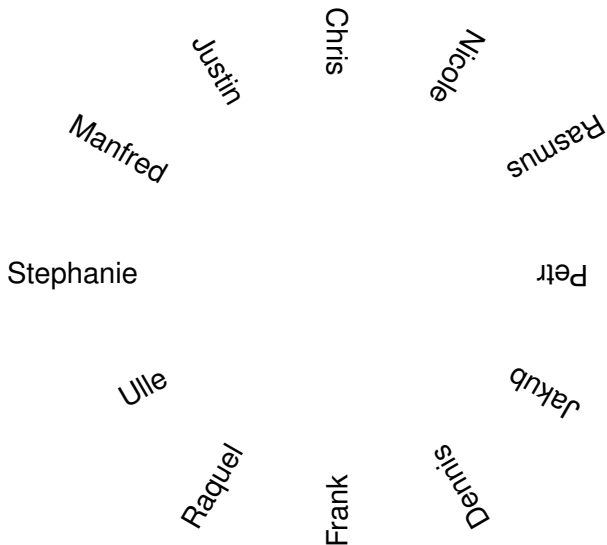 Chris
Nicole
Rasmus
Petr
Jakub
Dennis
Frank
Raquel
Ulle
Stephanie
Manfred
Justin